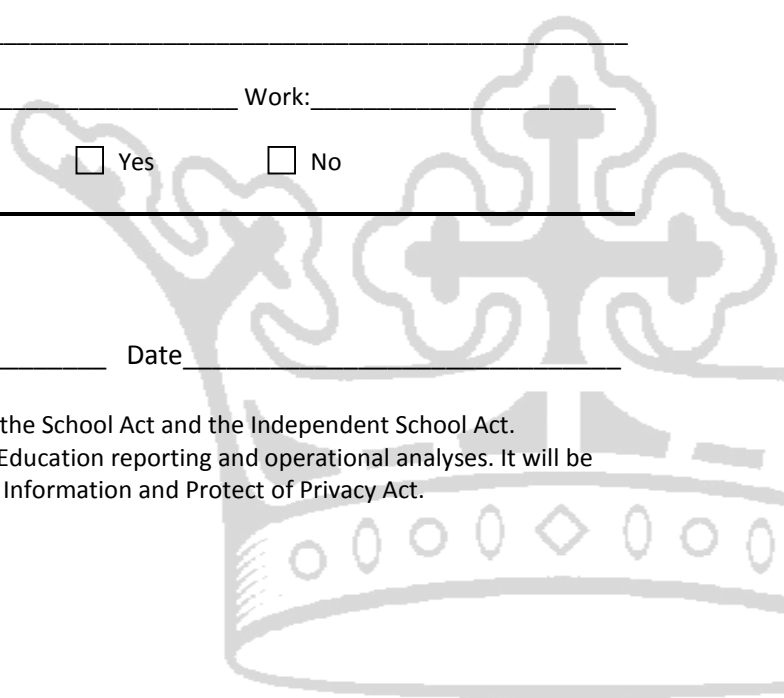 Work:
Yes No
Date
the School Act and the Independent School Act.
Education reporting and operational analyses. It will be
Information and Protect of Privacy Act.